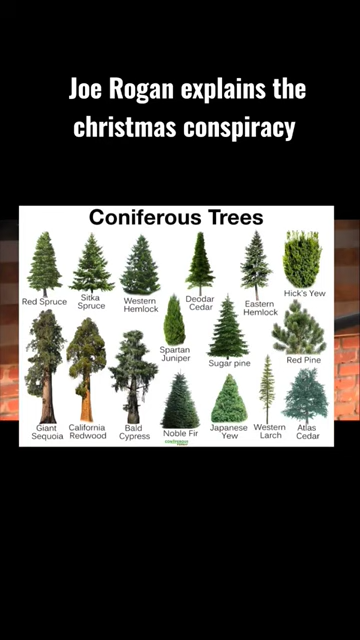 Joe Rogan explains the
christmas conspiracy
Coniferous Trees
Red Spruce
Sitka
Spruce
Western
Hemlock
Deodar
Cedar
Eastern
Hemlock
Hick's Yew
Spartan
Juniper
Sugar pine
Red Pine
Giant
Sequoia
California
Redwood
Bald
Cypress
Noble Fir
Japanese
Yew
Western
Larch
Atlas
Cedar